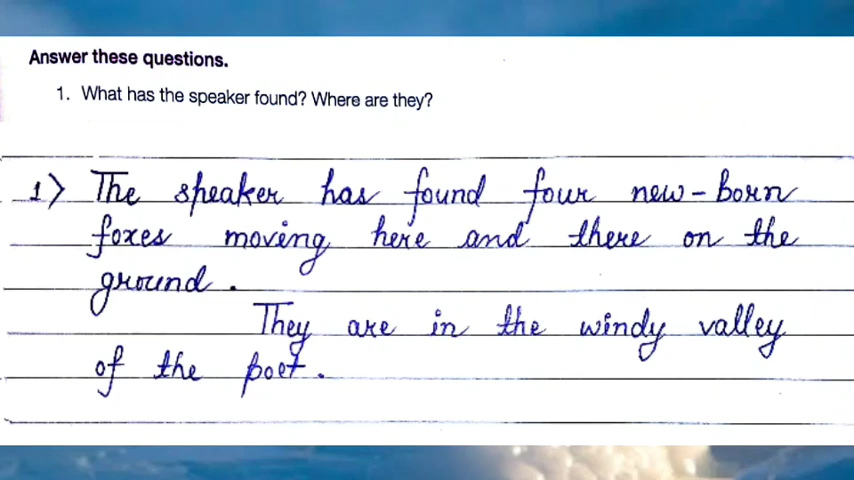 Answer these questions.
1. What has the speaker found? Where are they?
1) The speaker has found four new-born
foxes moving here and there on the
ground.
They are in the windy valley
of the poet.